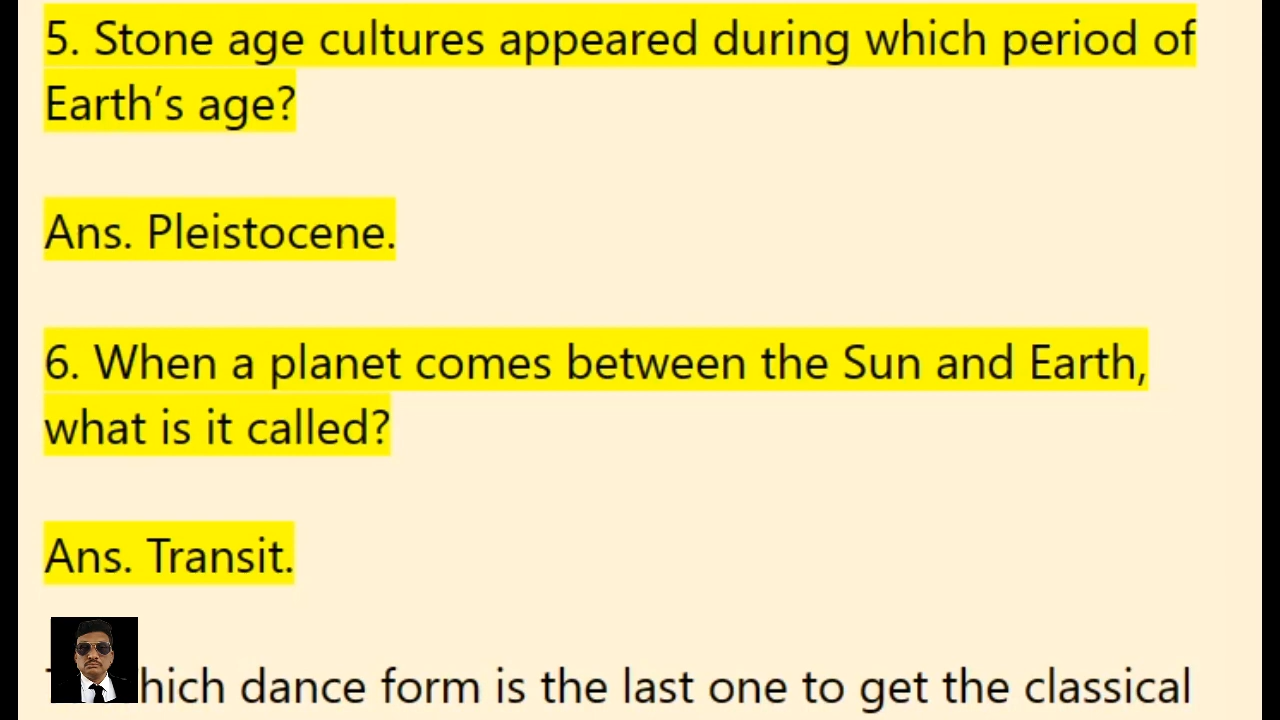 5. Stone age cultures appeared during which period of
Earth’s age?
Ans. Pleistocene.
6. When a planet comes between the Sun and Earth,
what is it called?
Ans. Transit.
dance form is the last one to get the classical